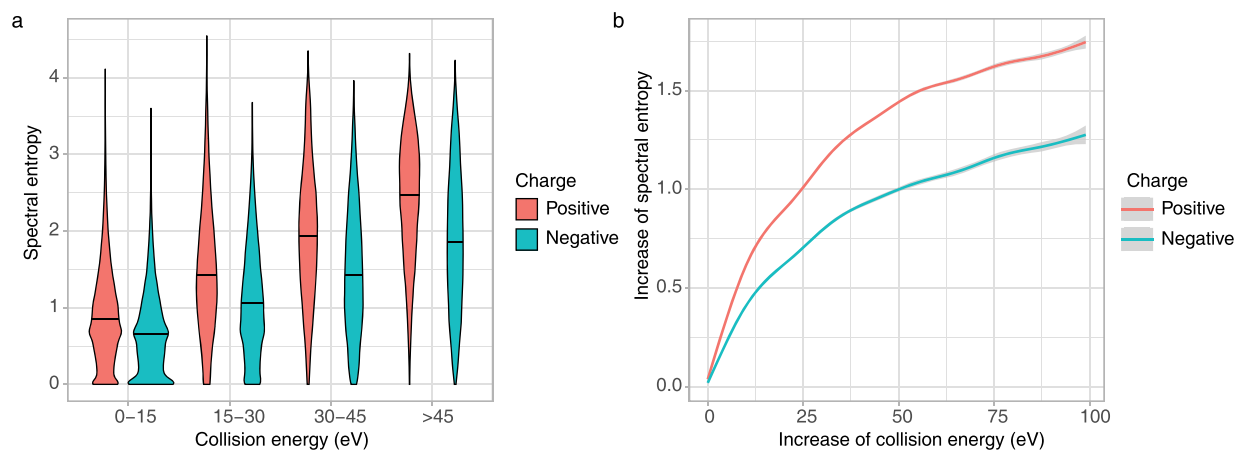 a
Spectral entropy
4
3
2
1
0
0–15 15–30 30–45 >45
Collision energy (eV)
Charge
Positive
Negative
b
Increase of spectral entropy
1.5
1.0
0.5
0.0
0 25 50 75 100
Increase of collision energy (eV)
Charge
Positive
Negative